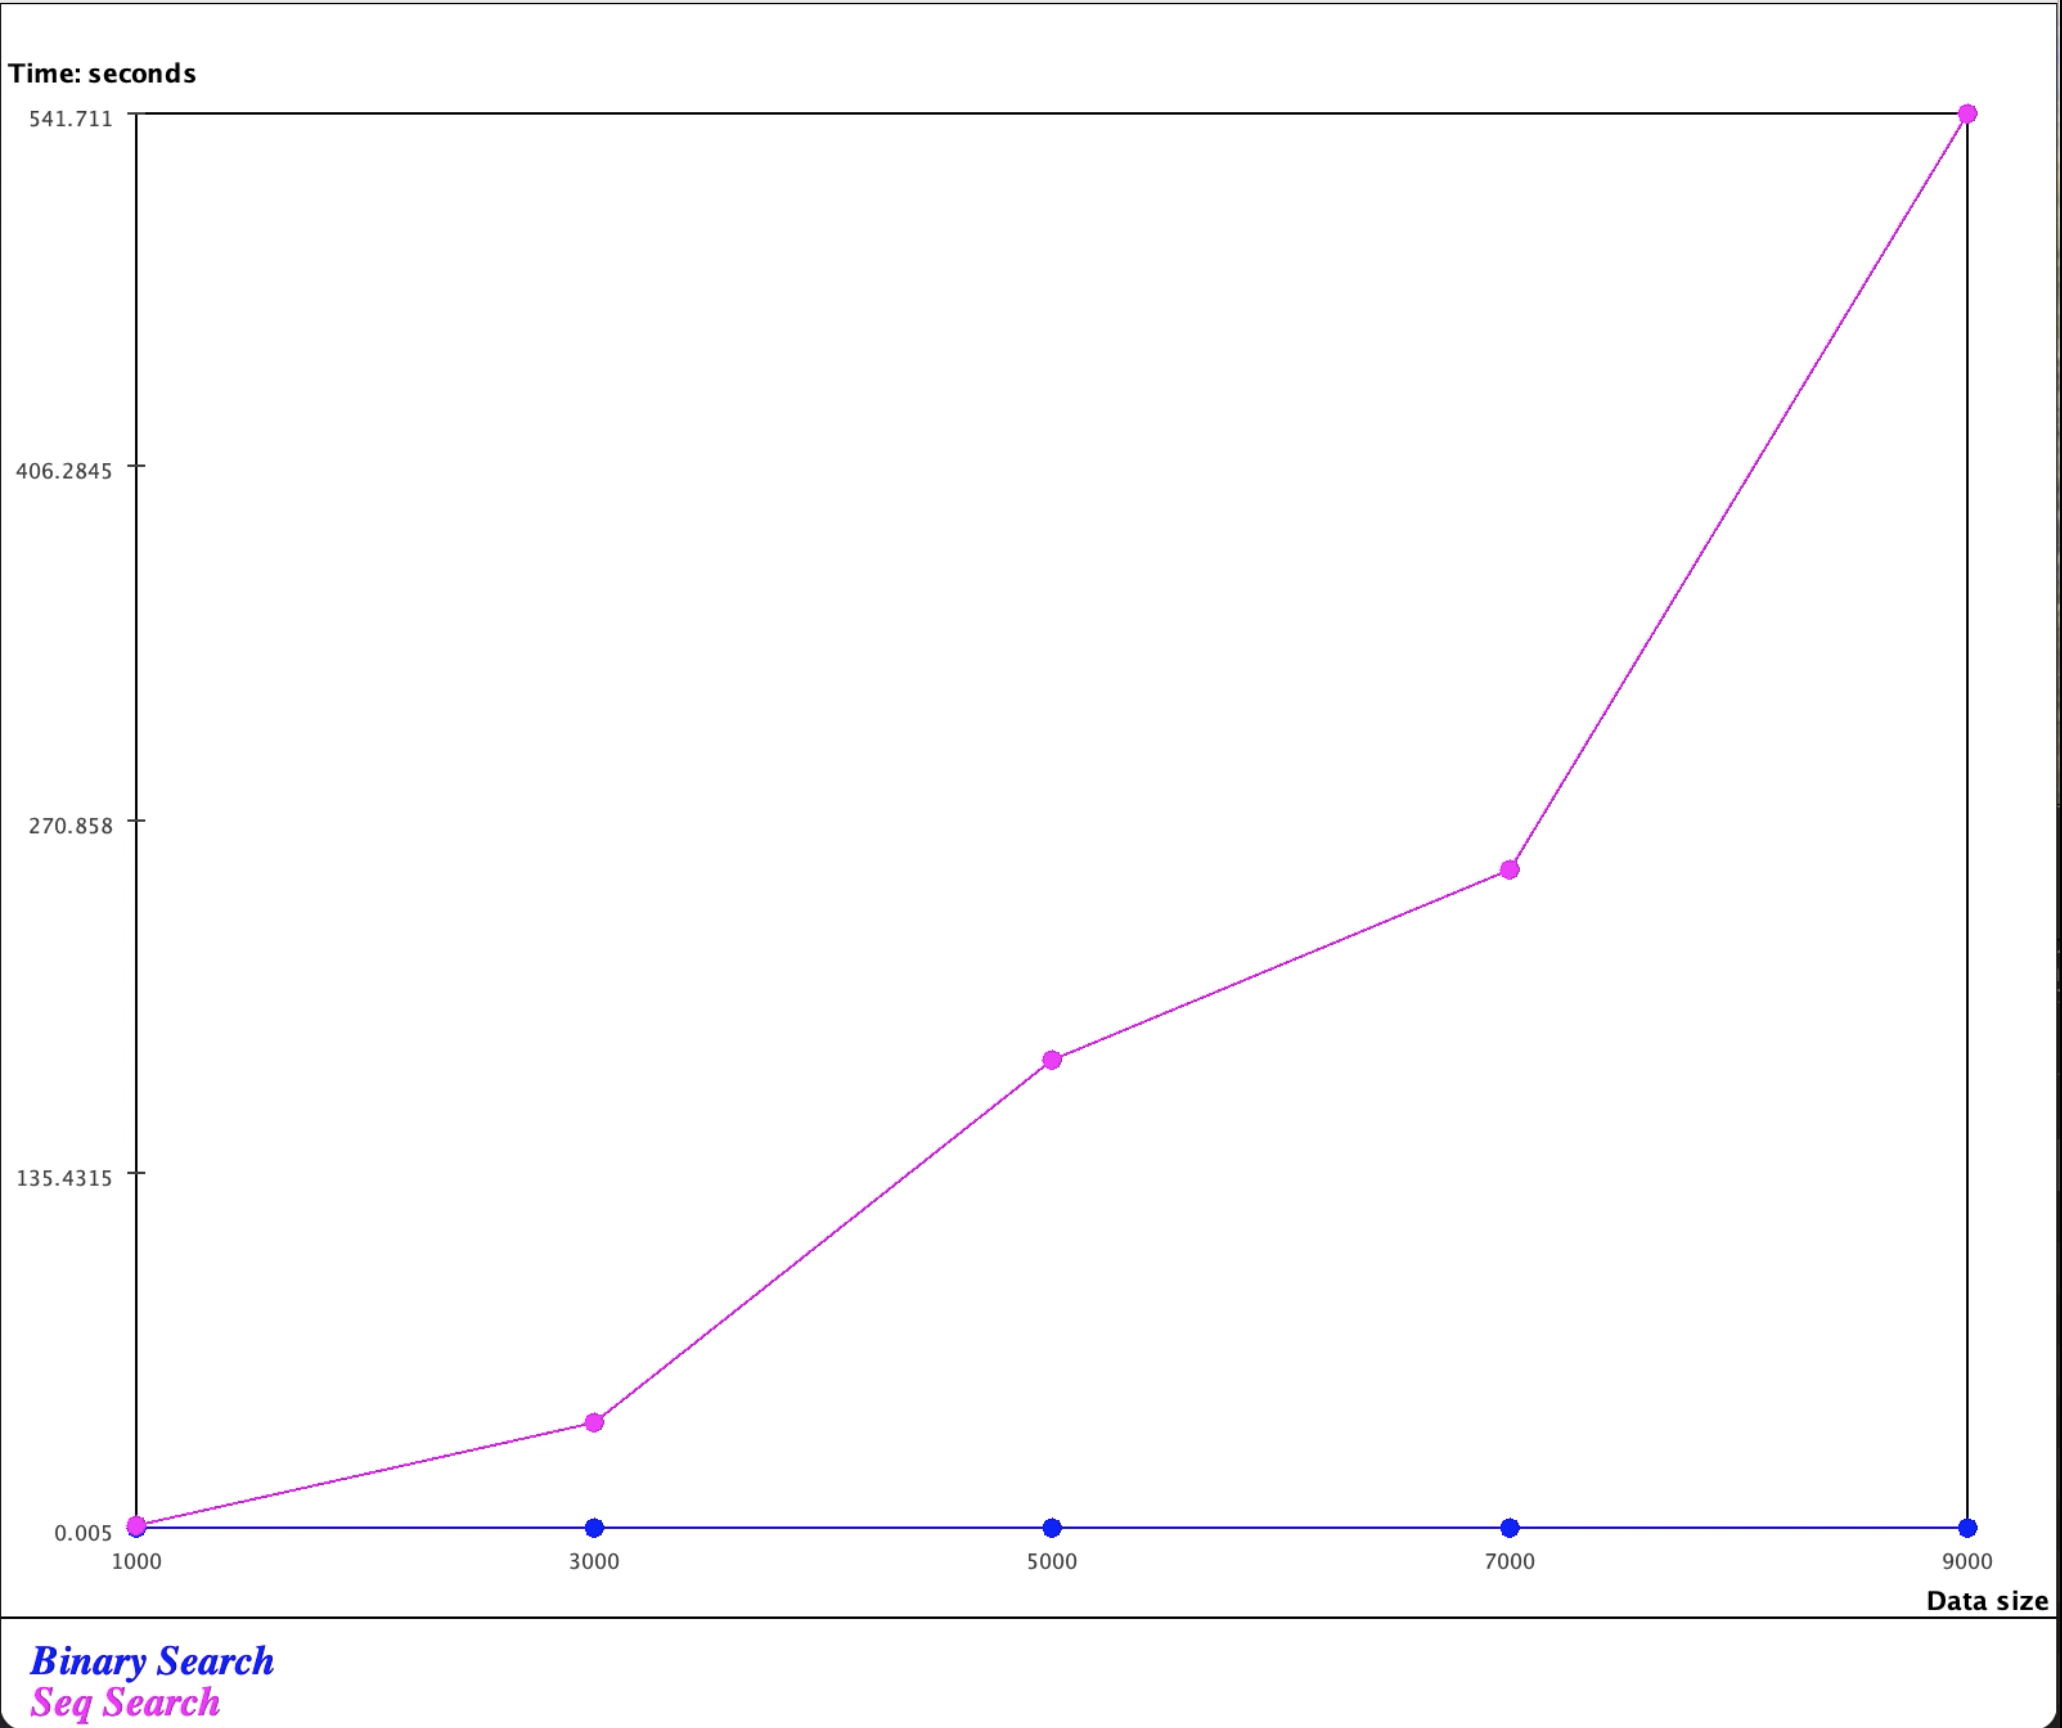 Time: seconds
541.711
406.2845
270.858
135.4315
0.005
1000 3000 5000 7000 9000
Data size
Binary Search
Seq Search